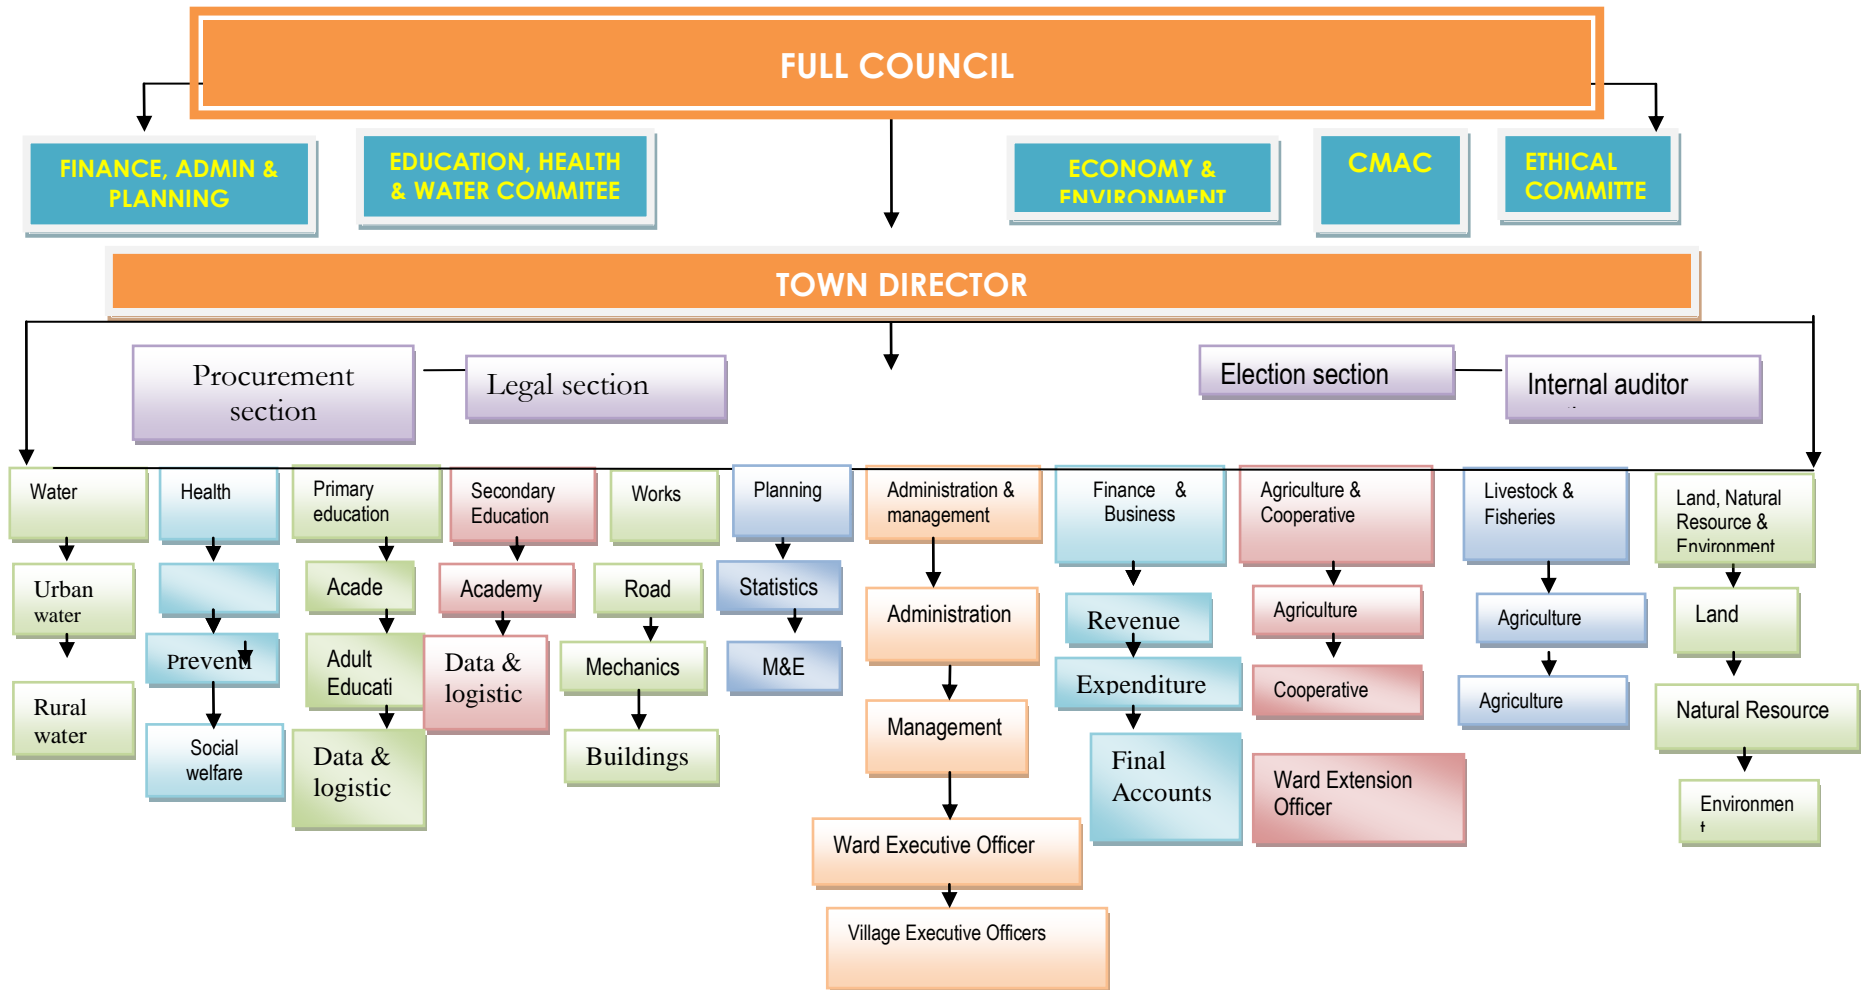 FULL COUNCIL
FINANCE, ADMIN &
PLANNING
EDUCATION, HEALTH
& WATER COMMITEE
ECONOMY &
ENVIRONMENT
CMAC
ETHICAL
COMMITTE
TOWN DIRECTOR
Procurement
section
Legal section
Election section
Internal auditor
Water
Health
Primary
education
Secondary
Education
Works
Planning
Administration &
management
Finance &
Business
Agriculture &
Cooperative
Livestock &
Fisheries
Land, Natural
Resource &
Environment
Urban
water
Acade
Academy
Road
Statistics
Administration
Revenue
Agriculture
Agriculture
Land
Preventi
Adult
Educati
Data &
logistic
Mechanics
M&E
Expenditure
Cooperative
Agriculture
Natural Resource
Rural
water
Social
welfare
Data &
logistic
Buildings
Management
Final
Accounts
Ward Extension
Officer
Environmen
t
Ward Executive Officer
Village Executive Officers